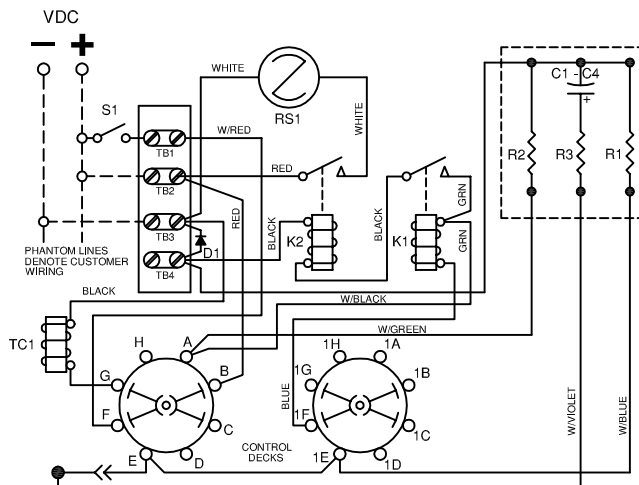 VDC
S1
WHITE
RS1
WHITE
C1 - C4
+
R2
R3
R1
W/RED
TB1
RED
TB2
RED
TB3
D1
TB4
BLACK
K2
BLACK
K1
GRN
GRN
PHANTOM LINES
DENOTE CUSTOMER
WIRING
BLACK
TC1
W/BLACK
W/GREEN
BLUE
W/VIOLET
W/BLUE
H
A
B
C
D
E
F
G
1H
1A
1B
1C
1D
1E
1F
1G
CONTROL
DECKS